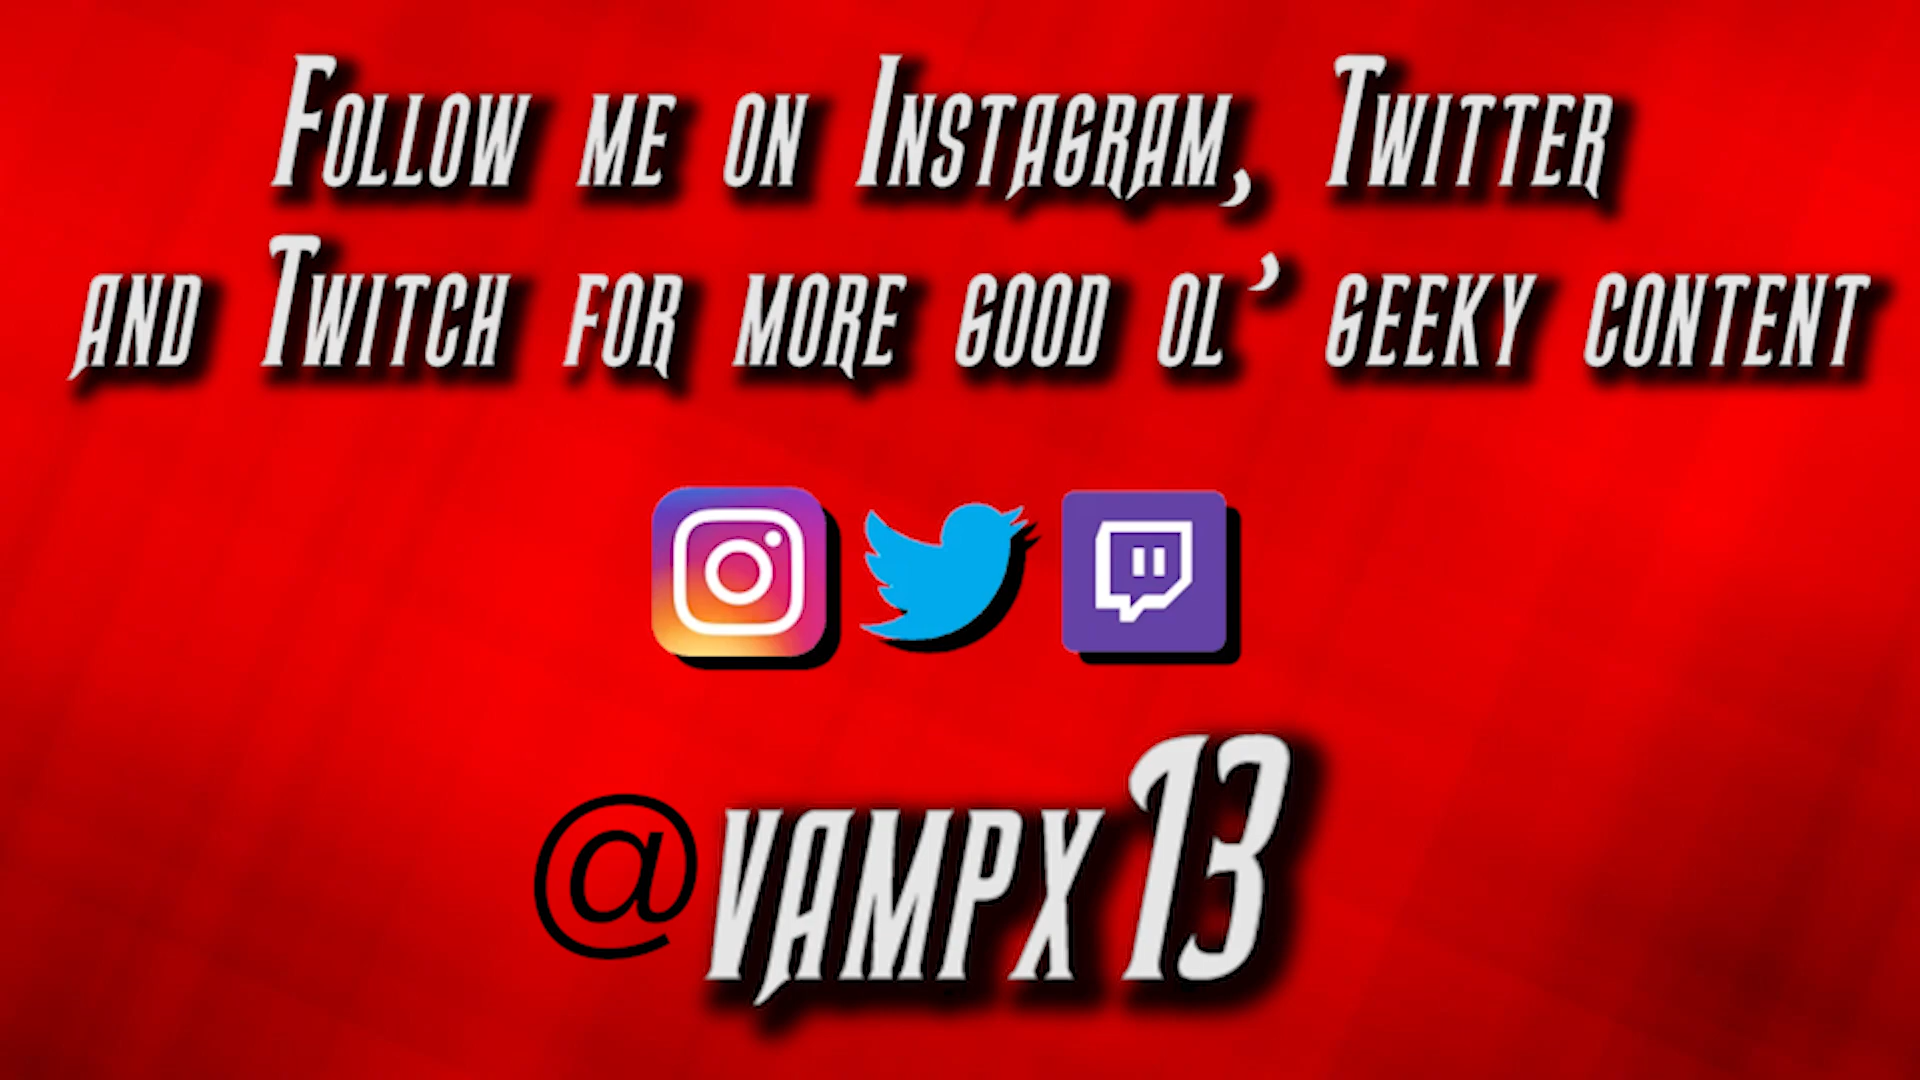 Follow me on Instagram, Twitter
and Twitch for more good ol’ geeky content
@vampx13